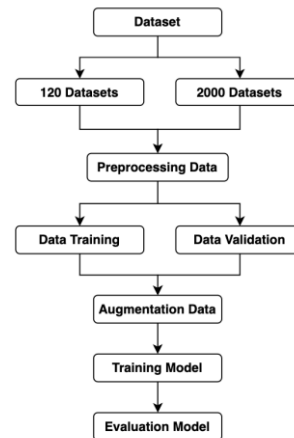 Dataset
120 Datasets
2000 Datasets
Preprocessing Data
Data Training
Data Validation
Augmentation Data
Training Model
Evaluation Model